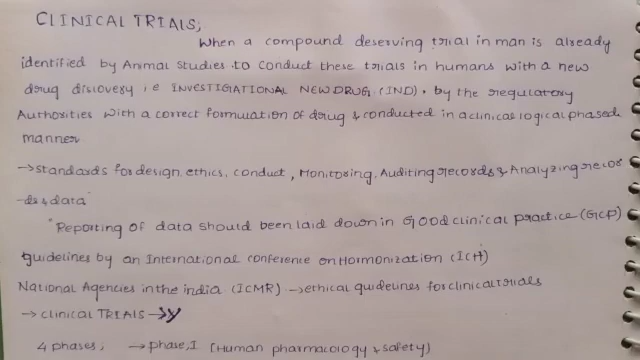 CLINICAL TRIALS;
When a compound deserving trial in man is already
identified by Animal Studies to conduct these trials in humans with a new
drug discovery i.e INVESTIGATIONAL NEW DRUG, (IND). by the regulatory
Authorities with a correct formulation of drug & conducted in a clinical logical phased
manner
→ standards for design, ethics, conduct, Monitoring, Auditing records & Analyzing recor
-ds & data
"Reporting of data should been laid down in Good clinical practice (GCP)
guidelines by an International conference on Harmonization (ICH)
National Agencies in the india (ICMR) → ethical guidelines for clinical trials
→ clinical TRIALS →
4 phases; → phase, I (Human pharmacology & safety)